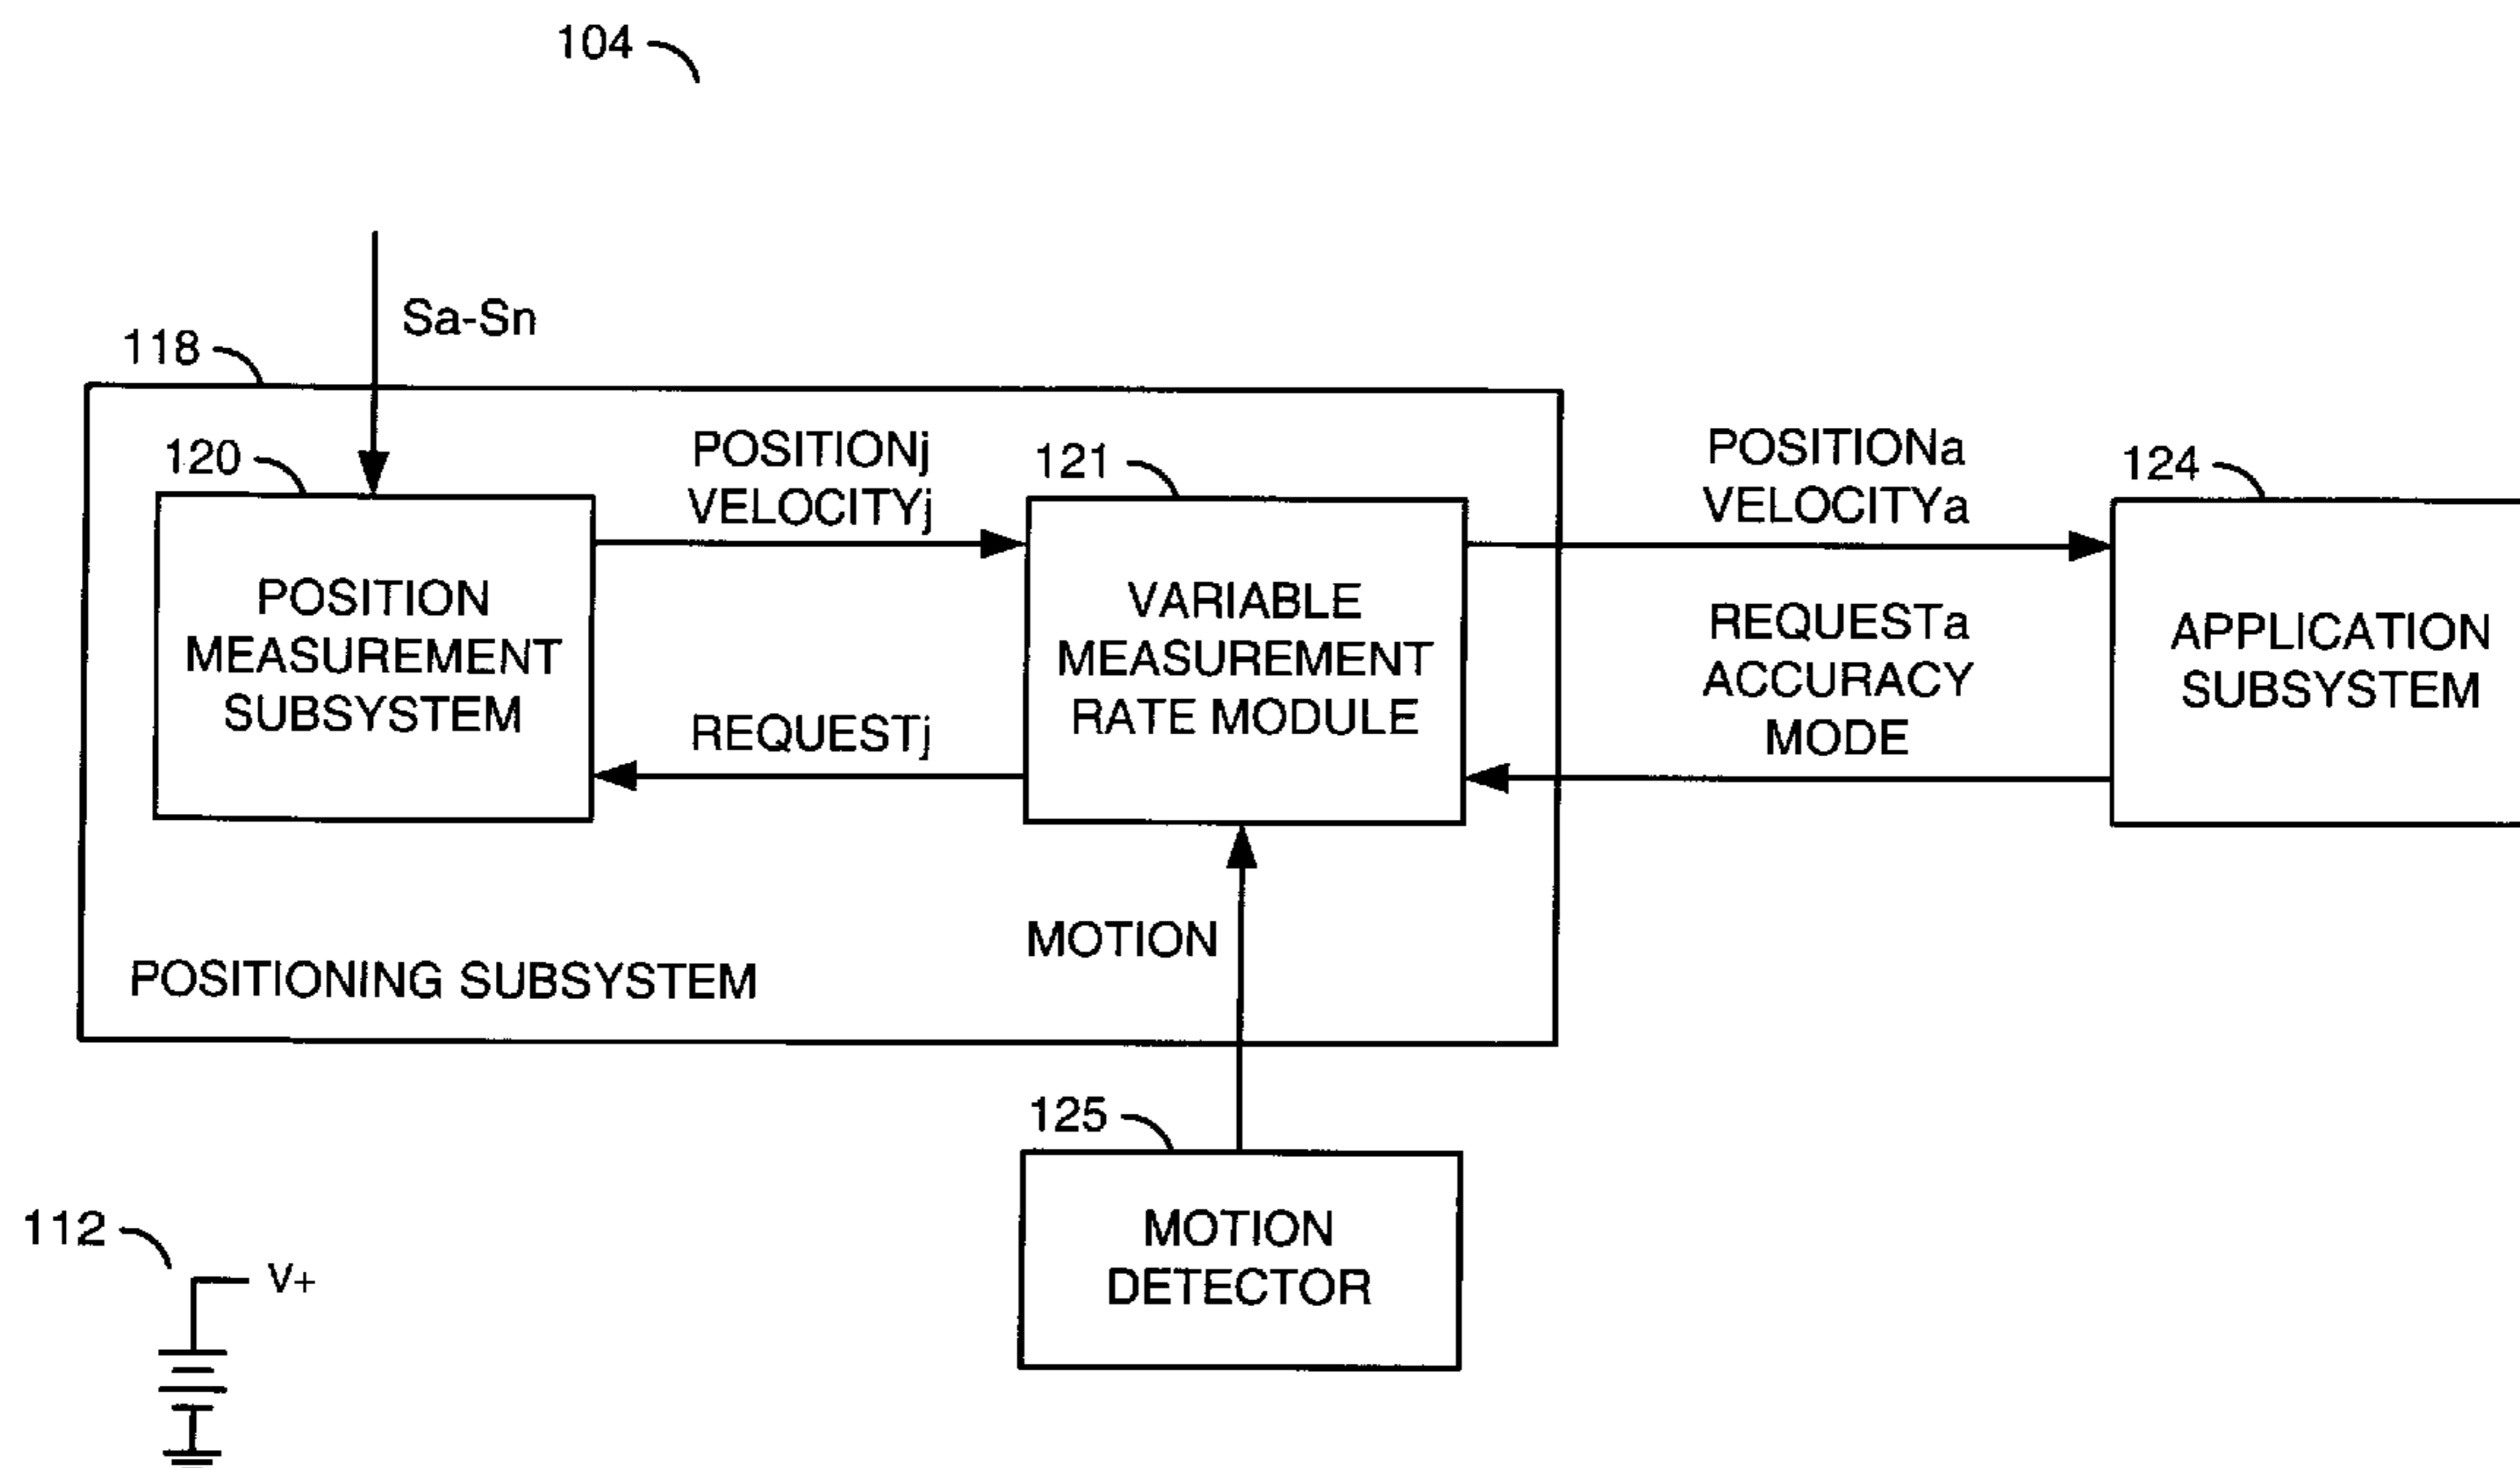 104
Sa-Sn
118
120
POSITIONj
VELOCITYj
121
POSITIONa
VELOCITYa
124
POSITION
MEASUREMENT
SUBSYSTEM
VARIABLE
MEASUREMENT
RATE MODULE
REQUESTa
ACCURACY
MODE
APPLICATION
SUBSYSTEM
REQUESTj
MOTION
POSITIONING SUBSYSTEM
125
MOTION
DETECTOR
112
V+